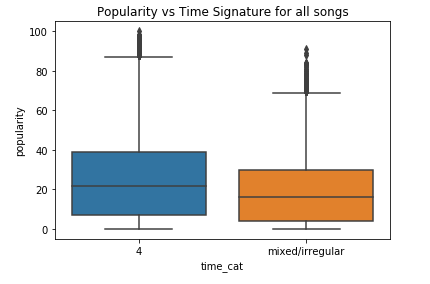 Popularity vs Time Signature for all songs
100
80
60
40
20
0
popularity
4
mixed/irregular
time_cat